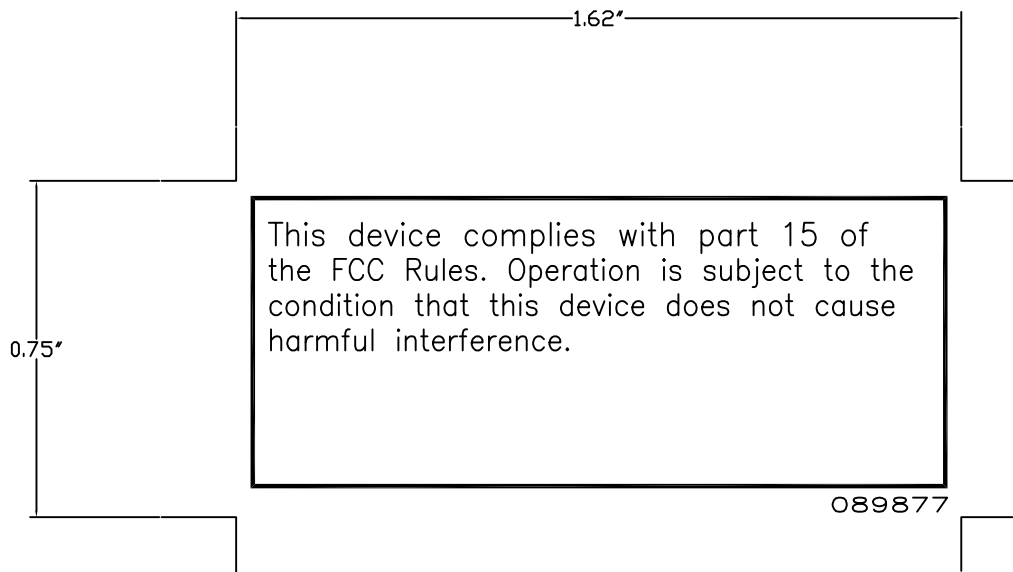 1.62"
This device complies with part 15 of
the FCC Rules. Operation is subject to the
condition that this device does not cause
harmful interference.
0.75"
089877